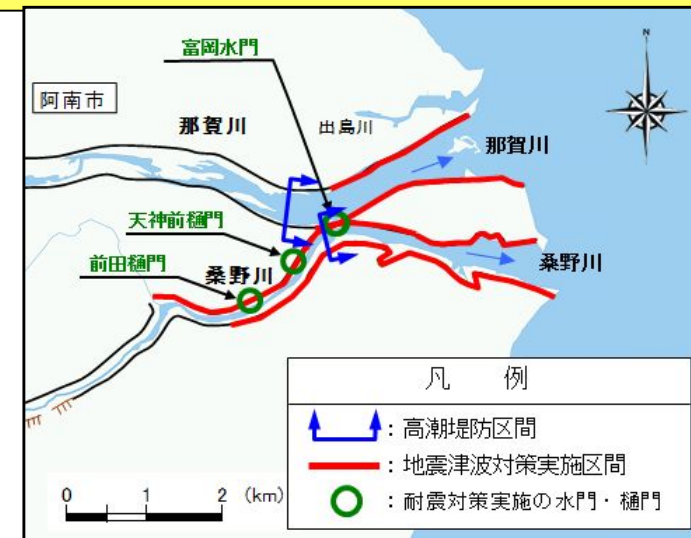 富岡水門
N
阿南市
那賀川
出島川
那賀川
天神前樋門
前田樋門
桑野川
桑野川
凡 例
：高潮堤防区間
：地震津波対策実施区間
：耐震対策実施の水門・樋門
0 1 2 (km)